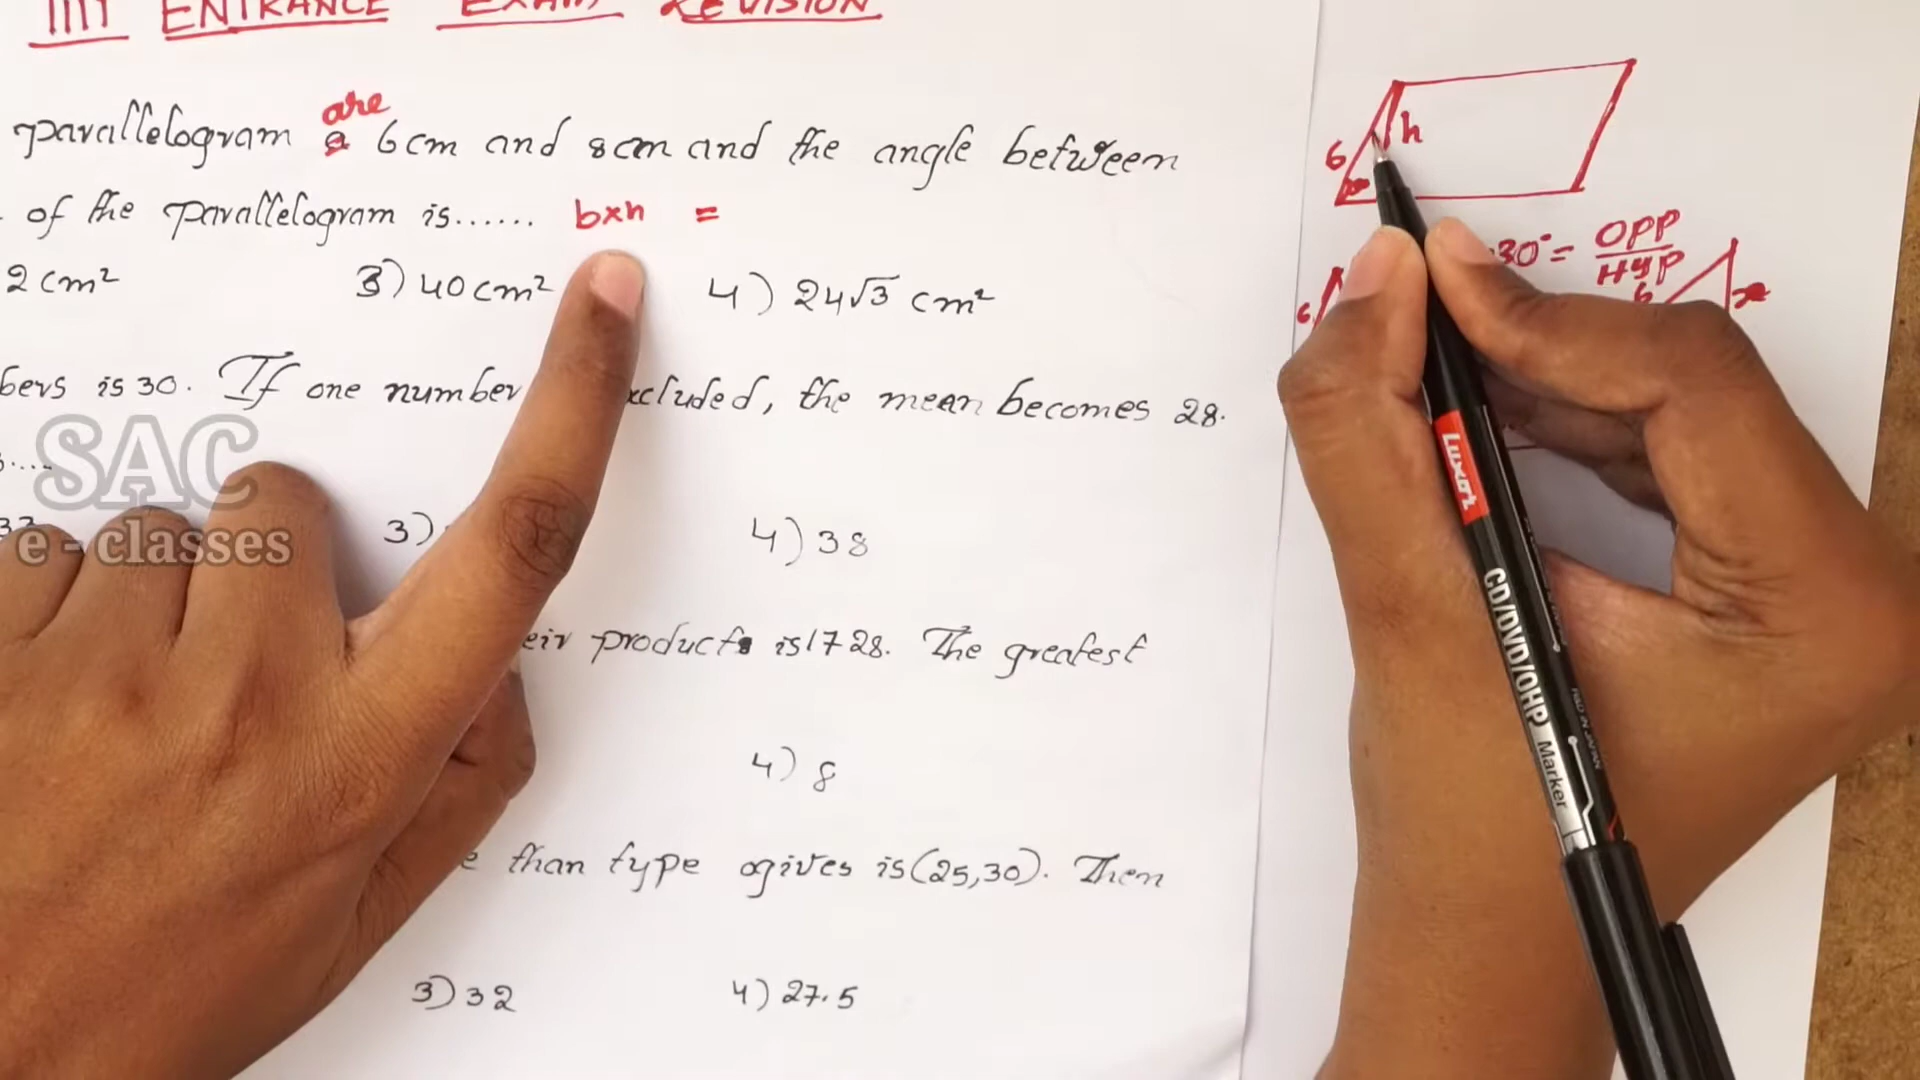 IIIT ENTRANCE EXAM REVISION
are
parallelogram 6cm and 8cm and the angle between
of the parallelogram is...... b×h =
2 cm² 3) 40 cm² 4) 24√3 cm²
bers is 30. If one number excluded, the mean becomes 28.
4) 38
3)
eir products is 1728. The greatest
4) 8
than type ogives is (25,30). Then
3) 32 4) 27.5
h
6
30° = OPP
HYP
6
6 x
SAC
e - classes
Luxor
CD/DVD/OHP Marker